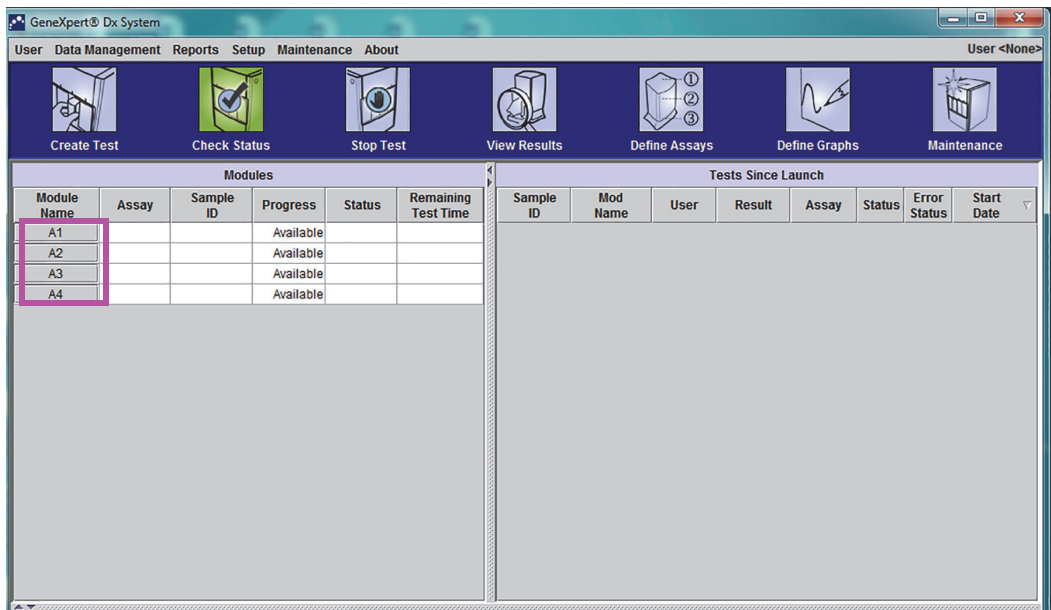 GeneXpert® Dx System
User Data Management Reports Setup Maintenance About User <None>
Create Test Check Status Stop Test View Results Define Assays Define Graphs Maintenance
①
②
③
Modules
Module Name Assay Sample ID Progress Status Remaining Test Time
A1 Available
A2 Available
A3 Available
A4 Available
Tests Since Launch
Sample ID Mod Name User Result Assay Status Error Status Start Date